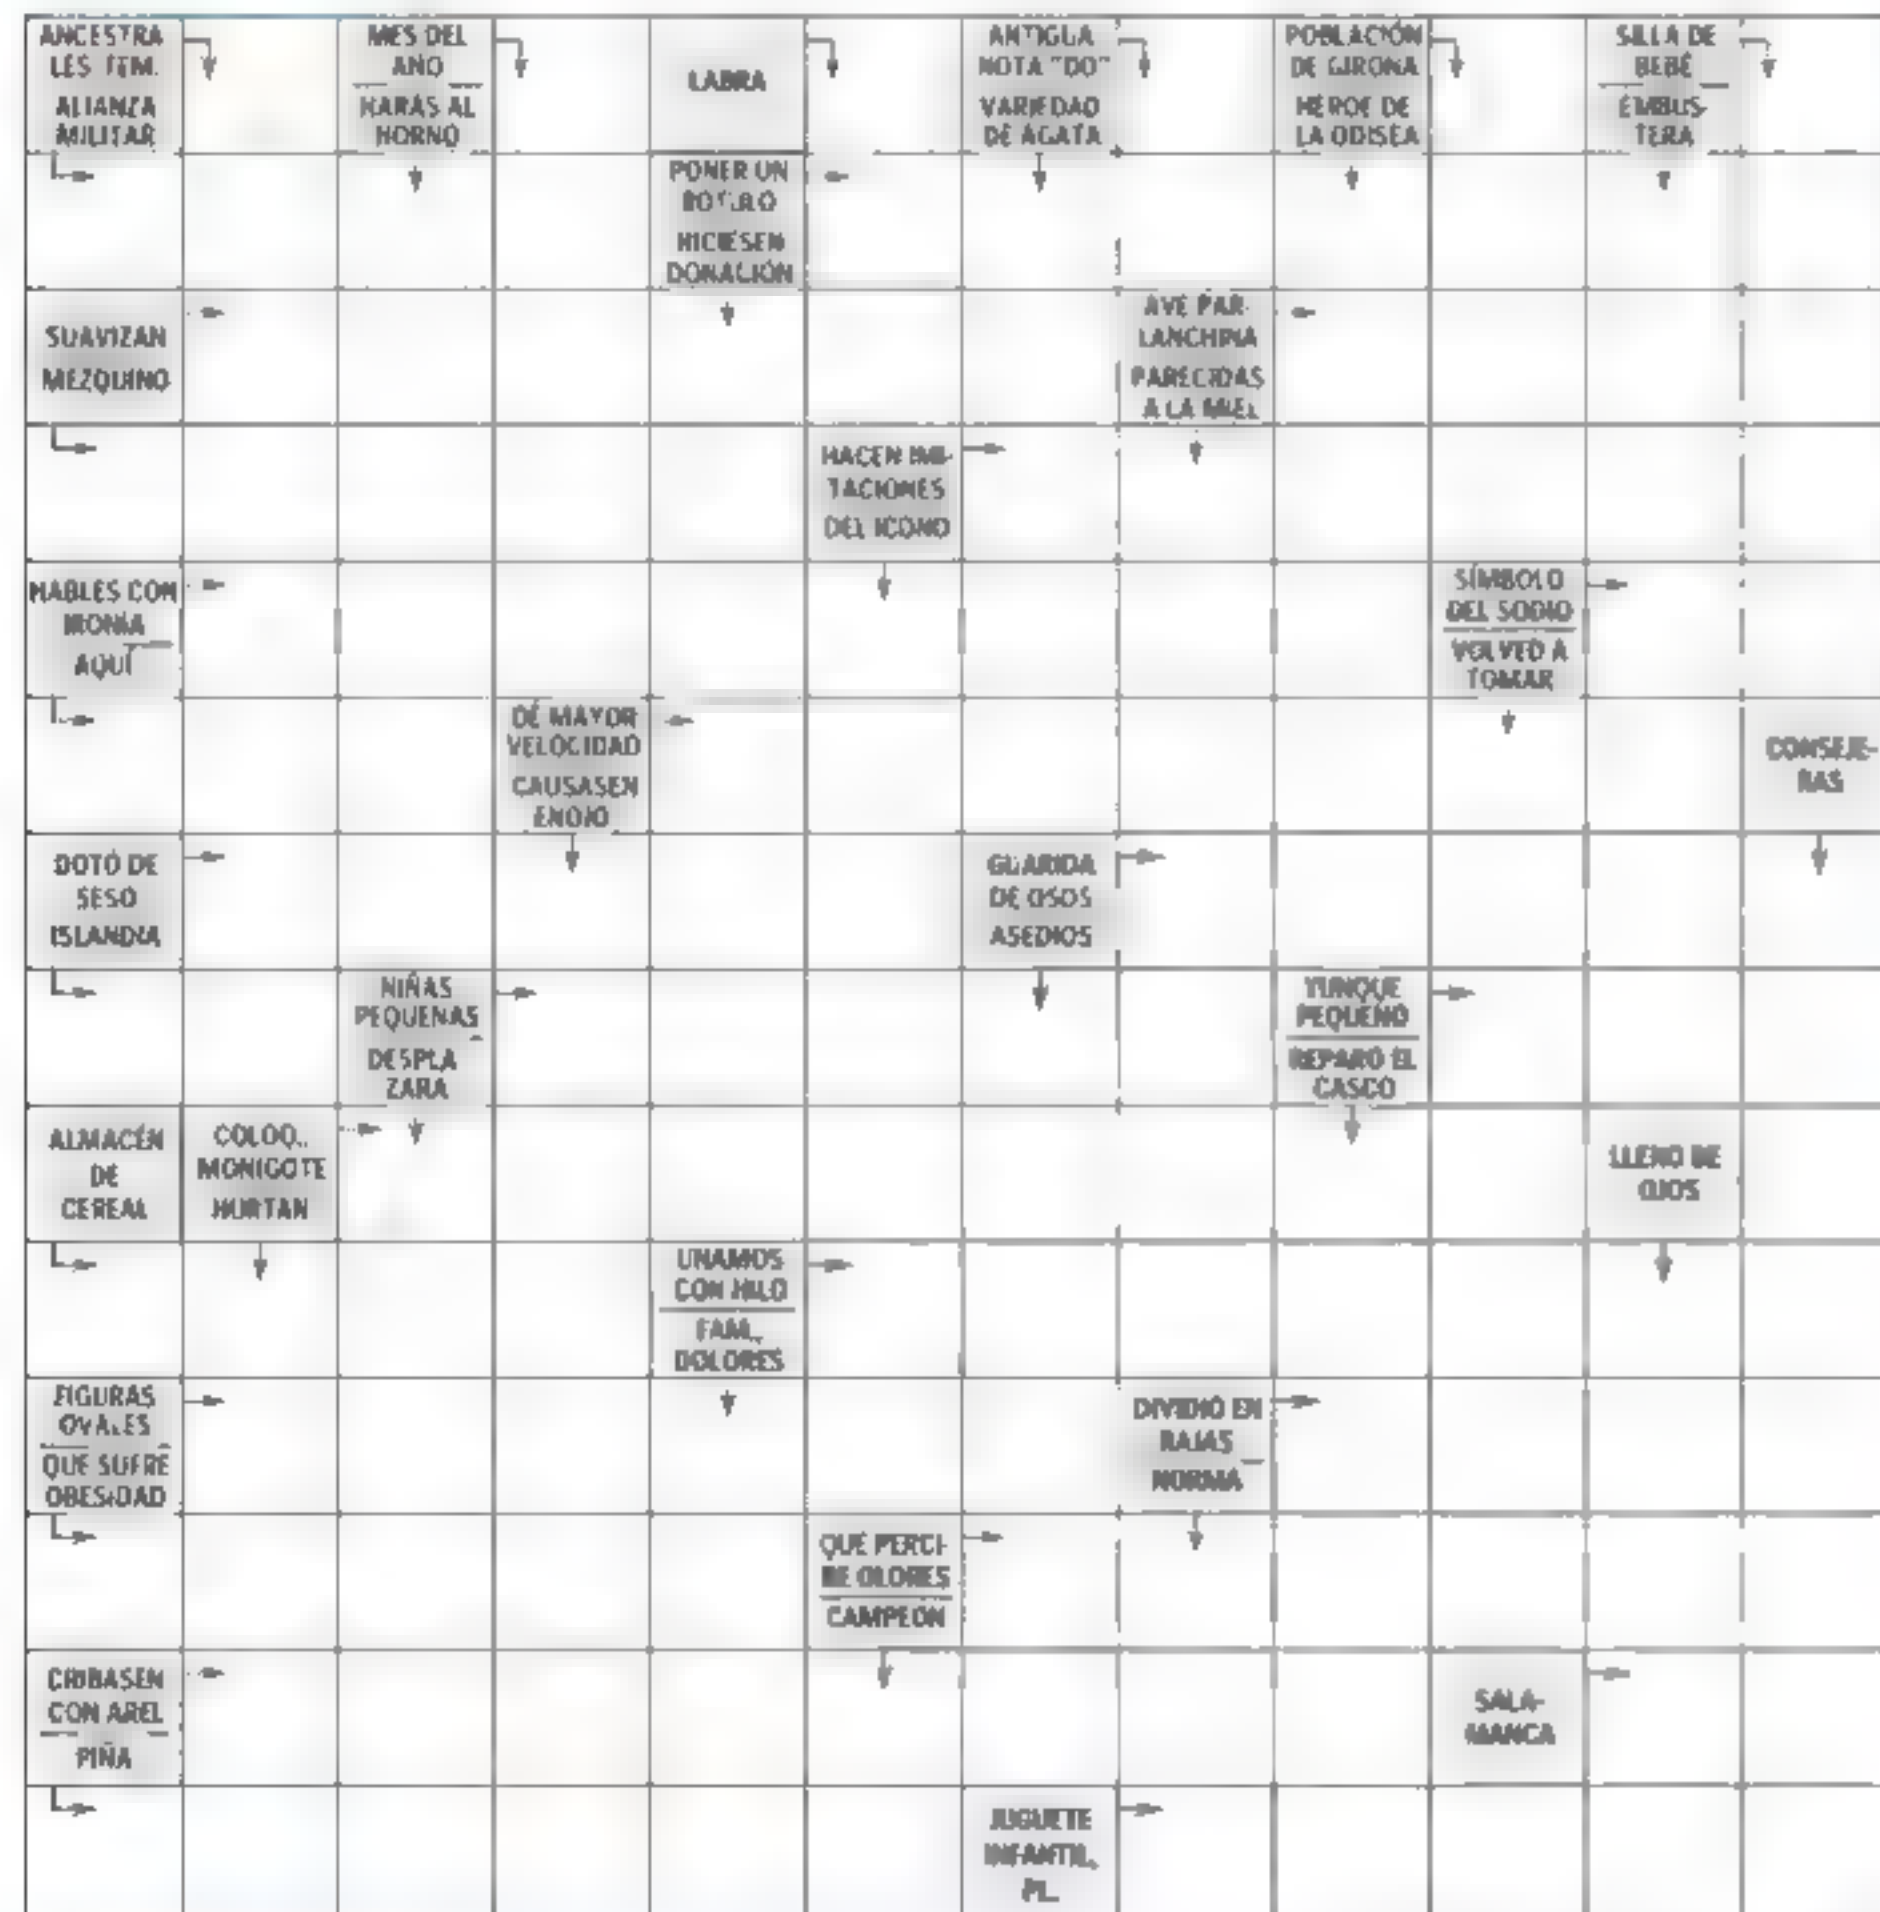 ANCESTRA
LES FEM.
ALIANZA
MILITAR
MES DEL
AÑO
HARÁS AL
HORNO
LABRA
ANTIGUA
NOTA "DO"
VARIEDAD
DE ÁGATA
POBLACIÓN
DE GIRONA
HÉROE DE
LA ODISEA
SILLA DE
BEBÉ
EMBUS-
TERA
PONER UN
RÓTULO
HICIESEN
DONACIÓN
SUAVIZAN
MEZQUINO
AVE PAR-
LANCHINA
PARECIDAS
A LA MIEL
HACEN IMI-
TACIONES
DEL ICONO
HABLES CON
IRONÍA
AQUÍ
SÍMBOLO
DEL SODIO
VOLVED A
TOMAR
DE MAYOR
VELOCIDAD
CAUSASEN
ENOJO
CONSEJE-
RAS
DOTÓ DE
SESO
ISLANDIA
GUARIDA
DE OSOS
ASEDIOS
NIÑAS
PEQUEÑAS
DESPLA
ZARA
YUNQUE
PEQUEÑO
REPARÓ EL
CASCO
ALMACÉN
DE
CEREAL
COLOQ.,
MONIGOTE
HURTAN
LLENO DE
OJOS
UNAMOS
CON HILO
FAM.,
DOLORES
FIGURAS
OVALES
QUE SUFRE
OBESIDAD
DIVIDIÓ EN
RAJAS
NORMA
QUE PERCI-
BE OLORES
CAMPEÓN
CRIBASEN
CON AREL
PIÑA
SALA-
MANCA
JUGUETE
INFANTIL,
PL.